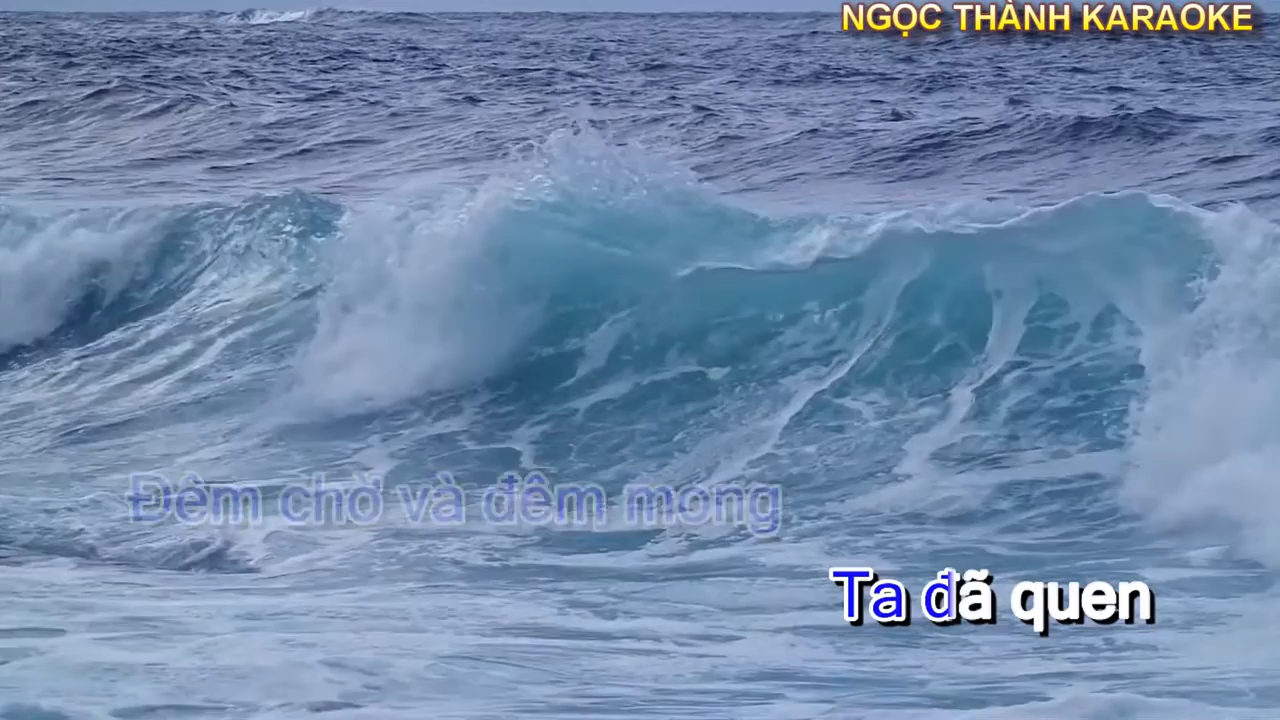 NGỌC THÀNH KARAOKE
Đêm chờ và đêm mong
Ta đã quen